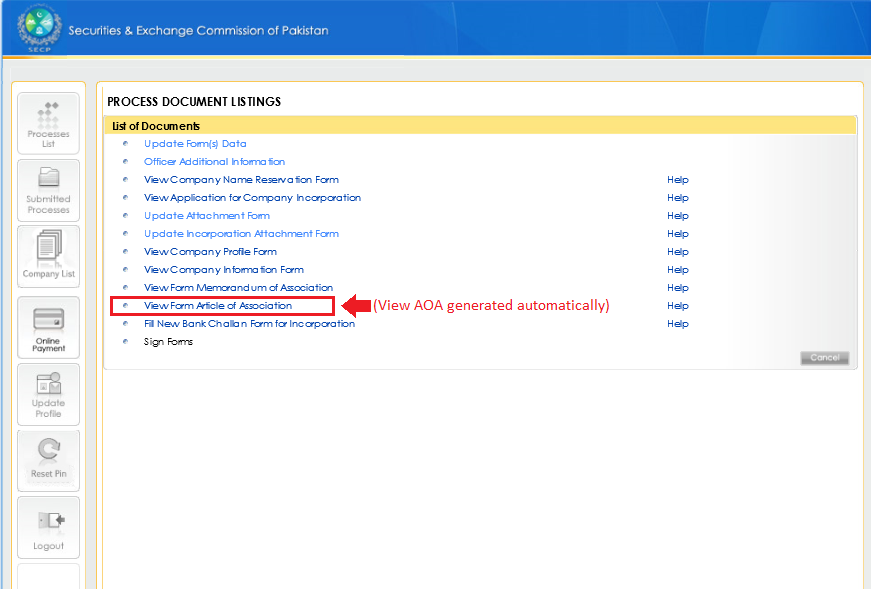 SECP
Securities & Exchange Commission of Pakistan
Processes
List
Submitted
Processes
Company List
Online
Payment
Update
Profile
Reset Pin
Logout
PROCESS DOCUMENT LISTINGS
List of Documents
Update Form(s) Data
Officer Additional Information
View Company Name Reservation Form Help
View Application for Company Incorporation Help
Update Attachment Form Help
Update Incorporation Attachment Form Help
View Company Profile Form Help
View Company Information Form Help
View Form Memorandum of Association Help
View Form Article of Association (View AOA generated automatically) Help
Fill New Bank Challan Form for Incorporation Help
Sign Forms
Cancel